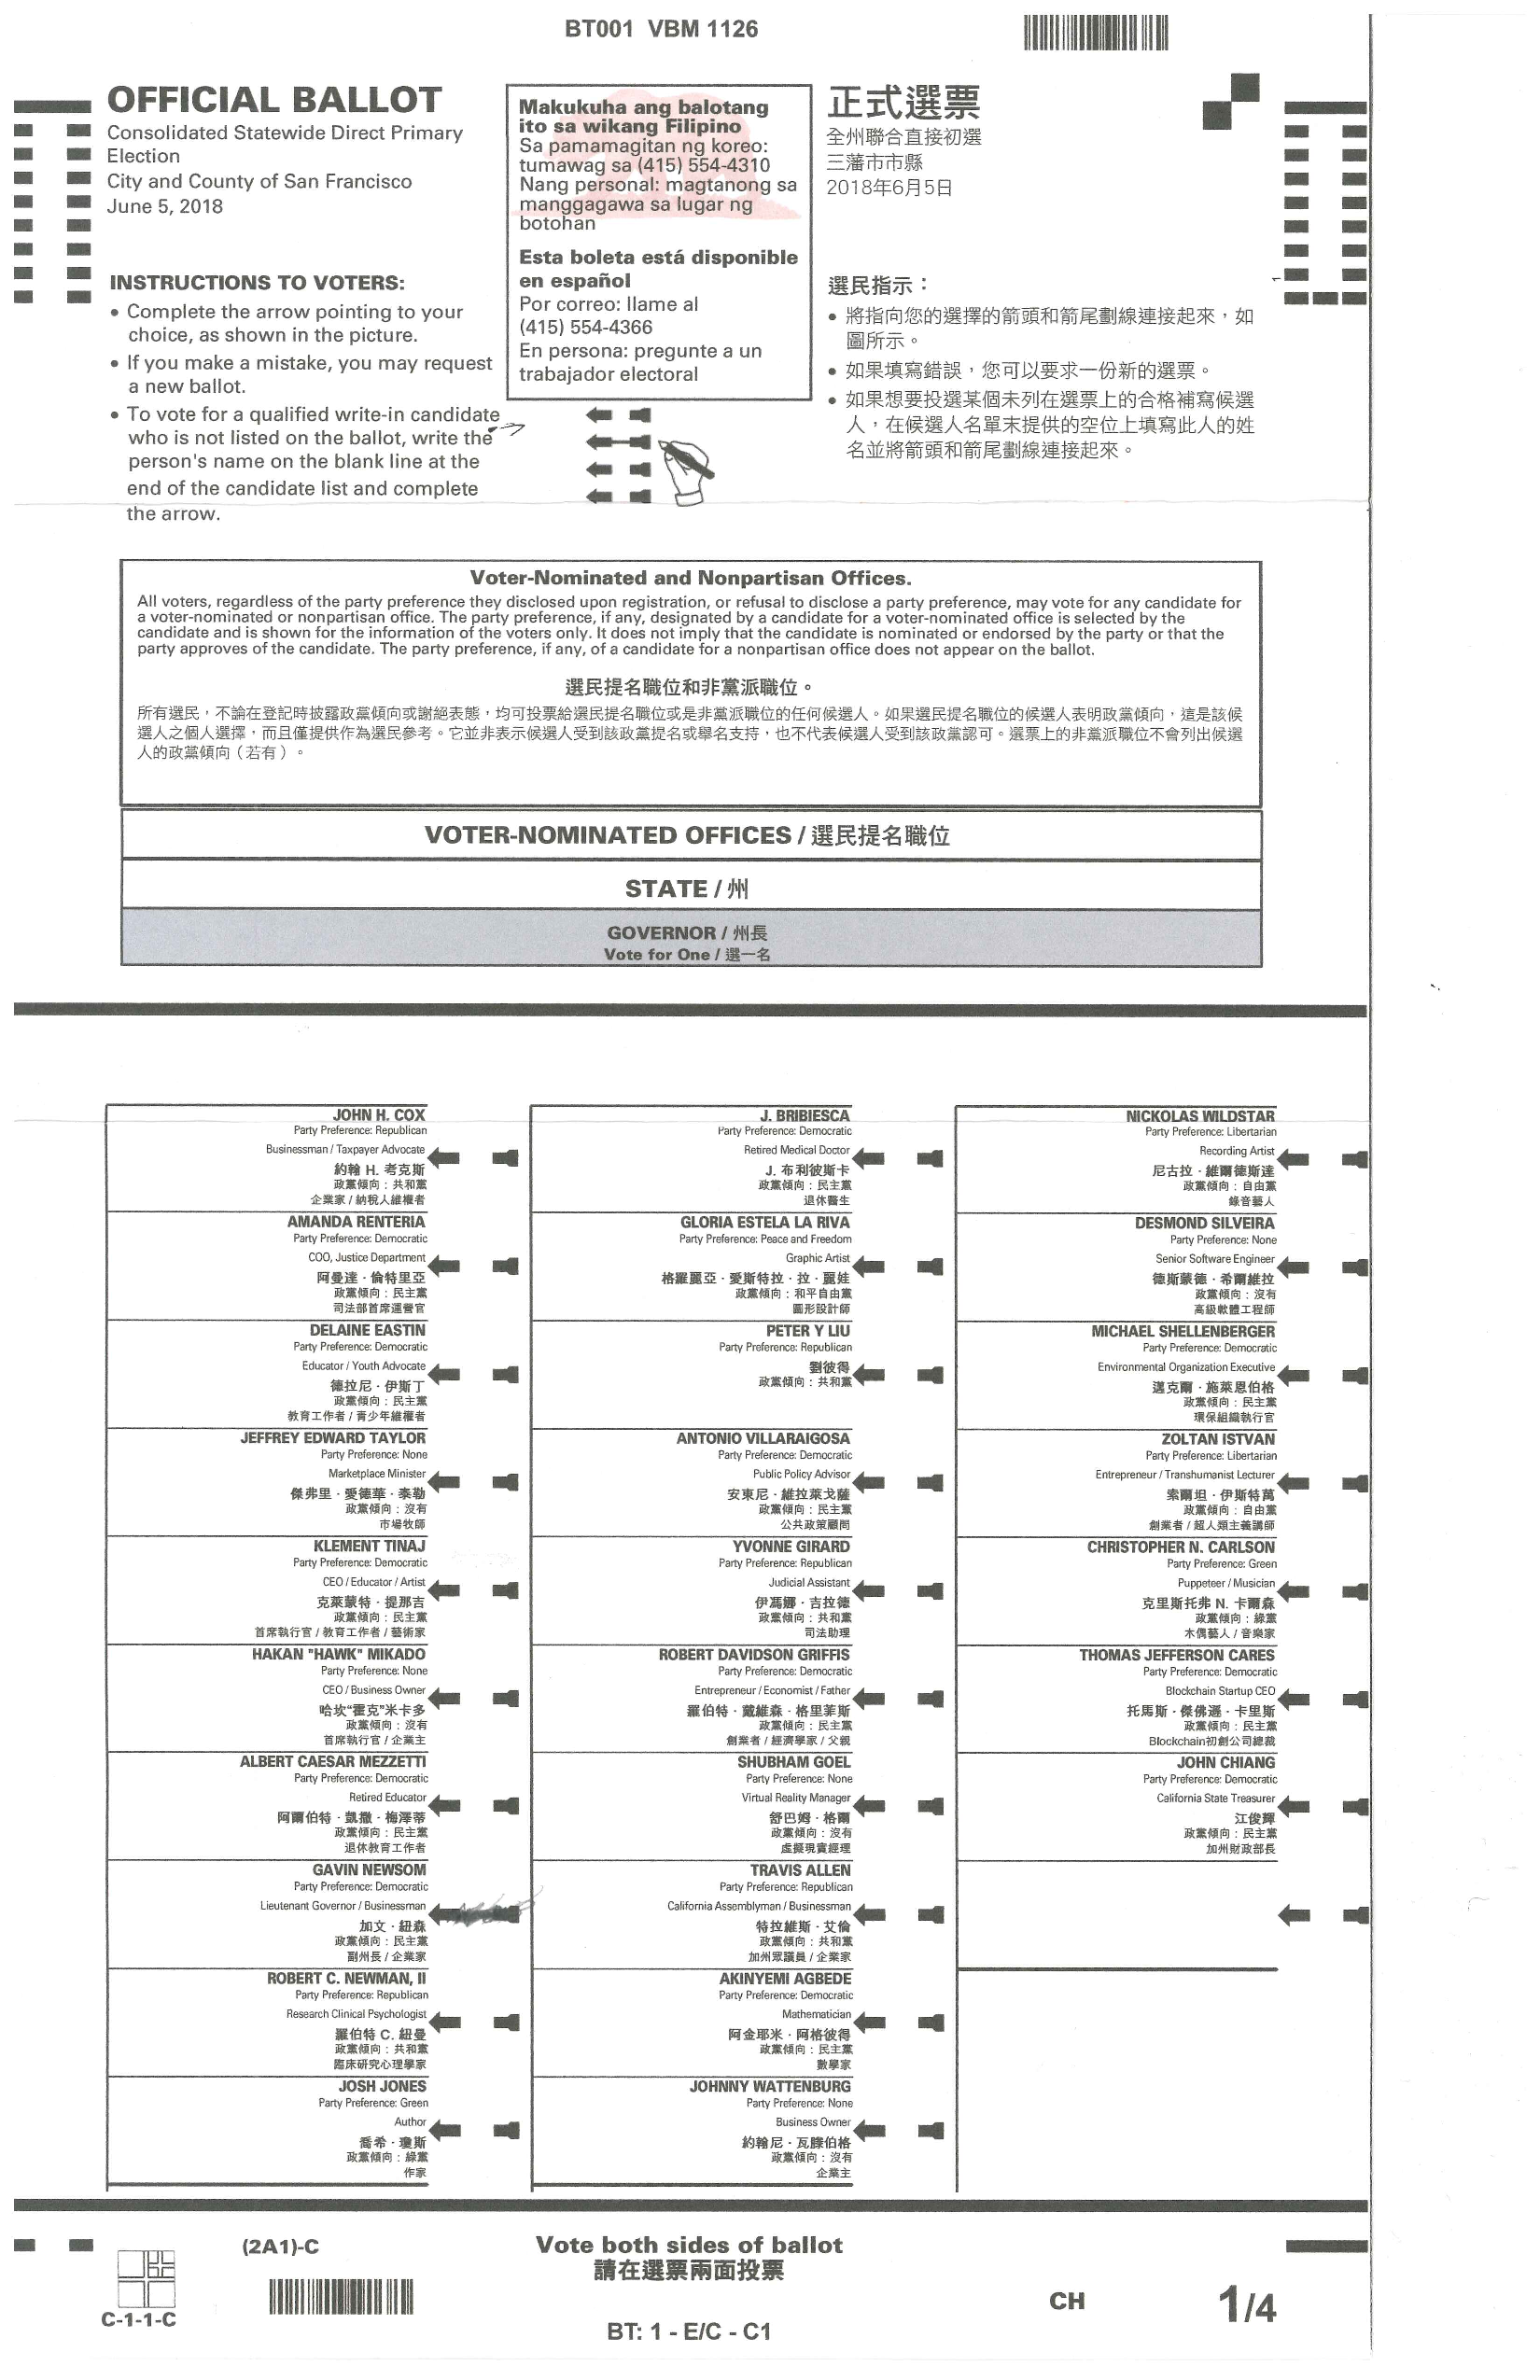 BT001 VBM 1126
OFFICIAL BALLOT
Consolidated Statewide Direct Primary
Election
City and County of San Francisco
June 5, 2018
INSTRUCTIONS TO VOTERS:
• Complete the arrow pointing to your
choice, as shown in the picture.
• If you make a mistake, you may request
a new ballot.
• To vote for a qualified write-in candidate
who is not listed on the ballot, write the
person's name on the blank line at the
end of the candidate list and complete
the arrow.
Makukuha ang balotang
ito sa wikang Filipino
Sa pamamagitan ng koreo:
tumawag sa (415) 554-4310
Nang personal: magtanong sa
manggagawa sa lugar ng
botohan
Esta boleta está disponible
en español
Por correo: llame al
(415) 554-4366
En persona: pregunte a un
trabajador electoral
正式選票
全州聯合直接初選
三藩市市縣
2018年6月5日
選民指示：
• 將指向您的選擇的箭頭和箭尾劃線連接起來，如
圖所示。
• 如果填寫錯誤，您可以要求一份新的選票。
• 如果想要投選某個未列在選票上的合格補寫候選
人，在候選人名單末提供的空位上填寫此人的姓
名並將箭頭和箭尾劃線連接起來。
Voter-Nominated and Nonpartisan Offices.
All voters, regardless of the party preference they disclosed upon registration, or refusal to disclose a party preference, may vote for any candidate for
a voter-nominated or nonpartisan office. The party preference, if any, designated by a candidate for a voter-nominated office is selected by the
candidate and is shown for the information of the voters only. It does not imply that the candidate is nominated or endorsed by the party or that the
party approves of the candidate. The party preference, if any, of a candidate for a nonpartisan office does not appear on the ballot.
選民提名職位和非黨派職位。
所有選民，不論在登記時披露政黨傾向或謝絕表態，均可投票給選民提名職位或是非黨派職位的任何候選人。如果選民提名職位的候選人表明政黨傾向，這是該候
選人之個人選擇，而且僅提供作為選民參考。它並非表示候選人受到該政黨提名或舉名支持，也不代表候選人受到該政黨認可。選票上的非黨派職位不會列出候選
人的政黨傾向（若有）。
VOTER-NOMINATED OFFICES / 選民提名職位
STATE / 州
GOVERNOR / 州長
Vote for One / 選一名
JOHN H. COX
Party Preference: Republican
Businessman / Taxpayer Advocate
約翰 H. 考克斯
政黨傾向：共和黨
企業家 / 納稅人維權者
AMANDA RENTERIA
Party Preference: Democratic
COO, Justice Department
阿曼達 · 倫特里亞
政黨傾向：民主黨
司法部首席運營官
DELAINE EASTIN
Party Preference: Democratic
Educator / Youth Advocate
德拉尼 · 伊斯丁
政黨傾向：民主黨
教育工作者 / 青少年維權者
JEFFREY EDWARD TAYLOR
Party Preference: None
Marketplace Minister
傑弗里 · 愛德華 · 泰勒
政黨傾向：沒有
市場牧師
KLEMENT TINAJ
Party Preference: Democratic
CEO / Educator / Artist
克萊蒙特 · 提那吉
政黨傾向：民主黨
首席執行官 / 教育工作者 / 藝術家
HAKAN "HAWK" MIKADO
Party Preference: None
CEO / Business Owner
哈坎“霍克”米卡多
政黨傾向：沒有
首席執行官 / 企業主
ALBERT CAESAR MEZZETTI
Party Preference: Democratic
Retired Educator
阿爾伯特 · 凱撒 · 梅澤蒂
政黨傾向：民主黨
退休教育工作者
GAVIN NEWSOM
Party Preference: Democratic
Lieutenant Governor / Businessman
加文 · 紐森
政黨傾向：民主黨
副州長 / 企業家
ROBERT C. NEWMAN, II
Party Preference: Republican
Research Clinical Psychologist
羅伯特 C. 紐曼
政黨傾向：共和黨
臨床研究心理學家
JOSH JONES
Party Preference: Green
Author
喬希 · 瓊斯
政黨傾向：綠黨
作家
J. BRIBIESCA
Party Preference: Democratic
Retired Medical Doctor
J. 布利彼斯卡
政黨傾向：民主黨
退休醫生
GLORIA ESTELA LA RIVA
Party Preference: Peace and Freedom
Graphic Artist
格羅麗亞 · 愛斯特拉 · 拉 · 麗娃
政黨傾向：和平自由黨
圖形設計師
PETER Y LIU
Party Preference: Republican
劉彼得
政黨傾向：共和黨
ANTONIO VILLARAIGOSA
Party Preference: Democratic
Public Policy Advisor
安東尼 · 維拉萊戈薩
政黨傾向：民主黨
公共政策顧問
YVONNE GIRARD
Party Preference: Republican
Judicial Assistant
伊馮娜 · 吉拉德
政黨傾向：共和黨
司法助理
ROBERT DAVIDSON GRIFFIS
Party Preference: Democratic
Entrepreneur / Economist / Father
羅伯特 · 戴維森 · 格里菲斯
政黨傾向：民主黨
創業者 / 經濟學家 / 父親
SHUBHAM GOEL
Party Preference: None
Virtual Reality Manager
舒巴姆 · 格爾
政黨傾向：沒有
虛擬現實經理
TRAVIS ALLEN
Party Preference: Republican
California Assemblyman / Businessman
特拉維斯 · 艾倫
政黨傾向：共和黨
加州眾議員 / 企業家
AKINYEMI AGBEDE
Party Preference: Democratic
Mathematician
阿金耶米 · 阿格彼得
政黨傾向：民主黨
數學家
JOHNNY WATTENBURG
Party Preference: None
Business Owner
約翰尼 · 瓦滕伯格
政黨傾向：沒有
企業主
NICKOLAS WILDSTAR
Party Preference: Libertarian
Recording Artist
尼古拉 · 維爾德斯達
政黨傾向：自由黨
錄音藝人
DESMOND SILVEIRA
Party Preference: None
Senior Software Engineer
德斯蒙德 · 希爾維拉
政黨傾向：沒有
高級軟體工程師
MICHAEL SHELLENBERGER
Party Preference: Democratic
Environmental Organization Executive
邁克爾 · 施萊恩伯格
政黨傾向：民主黨
環保組織執行官
ZOLTAN ISTVAN
Party Preference: Libertarian
Entrepreneur / Transhumanist Lecturer
索爾坦 · 伊斯特萬
政黨傾向：自由黨
創業者 / 超人類主義講師
CHRISTOPHER N. CARLSON
Party Preference: Green
Puppeteer / Musician
克里斯托弗 N. 卡爾森
政黨傾向：綠黨
木偶藝人 / 音樂家
THOMAS JEFFERSON CARES
Party Preference: Democratic
Blockchain Startup CEO
托馬斯 · 傑佛遜 · 卡里斯
政黨傾向：民主黨
Blockchain初創公司總裁
JOHN CHIANG
Party Preference: Democratic
California State Treasurer
江俊輝
政黨傾向：民主黨
加州財政部長
(2A1)-C
C-1-1-C
Vote both sides of ballot
請在選票兩面投票
BT: 1 - E/C - C1
CH
1/4